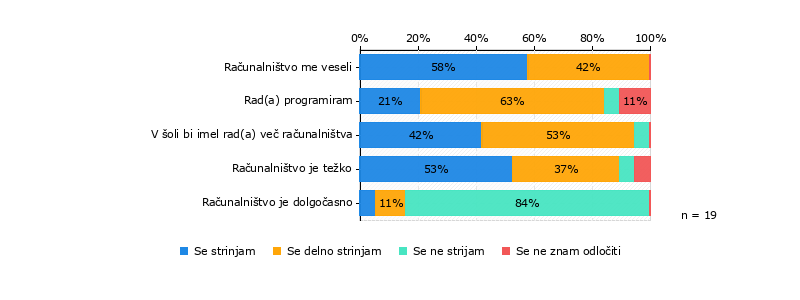 0% 20% 40% 60% 80% 100%
Računalništvo me veseli 58% 42%
Rad(a) programiram 21% 63% 11%
V šoli bi imel rad(a) več računalništva 42% 53%
Računalništvo je težko 53% 37%
Računalništvo je dolgočasno 11% 84%
n = 19
Se strinjam Se delno strinjam Se ne strijam Se ne znam odločiti